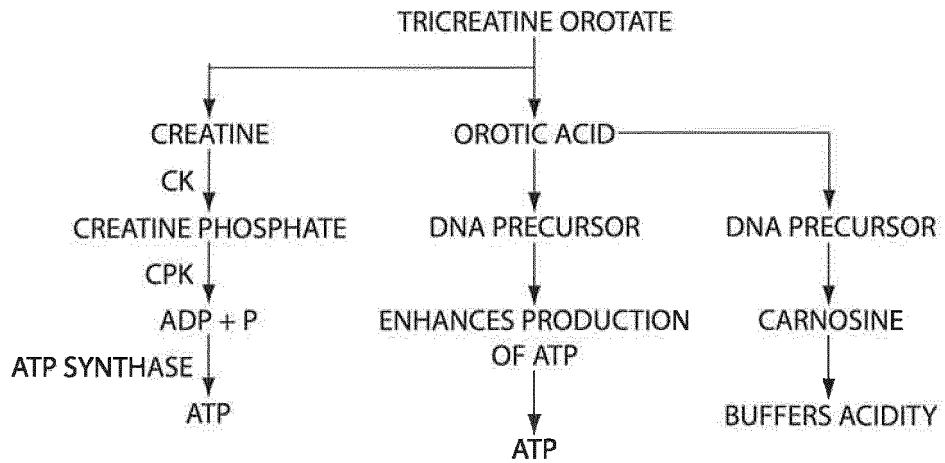 TRICREATINE OROTATE
CREATINE
OROTIC ACID
CK
CREATINE PHOSPHATE
DNA PRECURSOR
DNA PRECURSOR
CPK
ADP + P
ENHANCES PRODUCTION
OF ATP
CARNOSINE
ATP SYNTHASE
ATP
BUFFERS ACIDITY
ATP